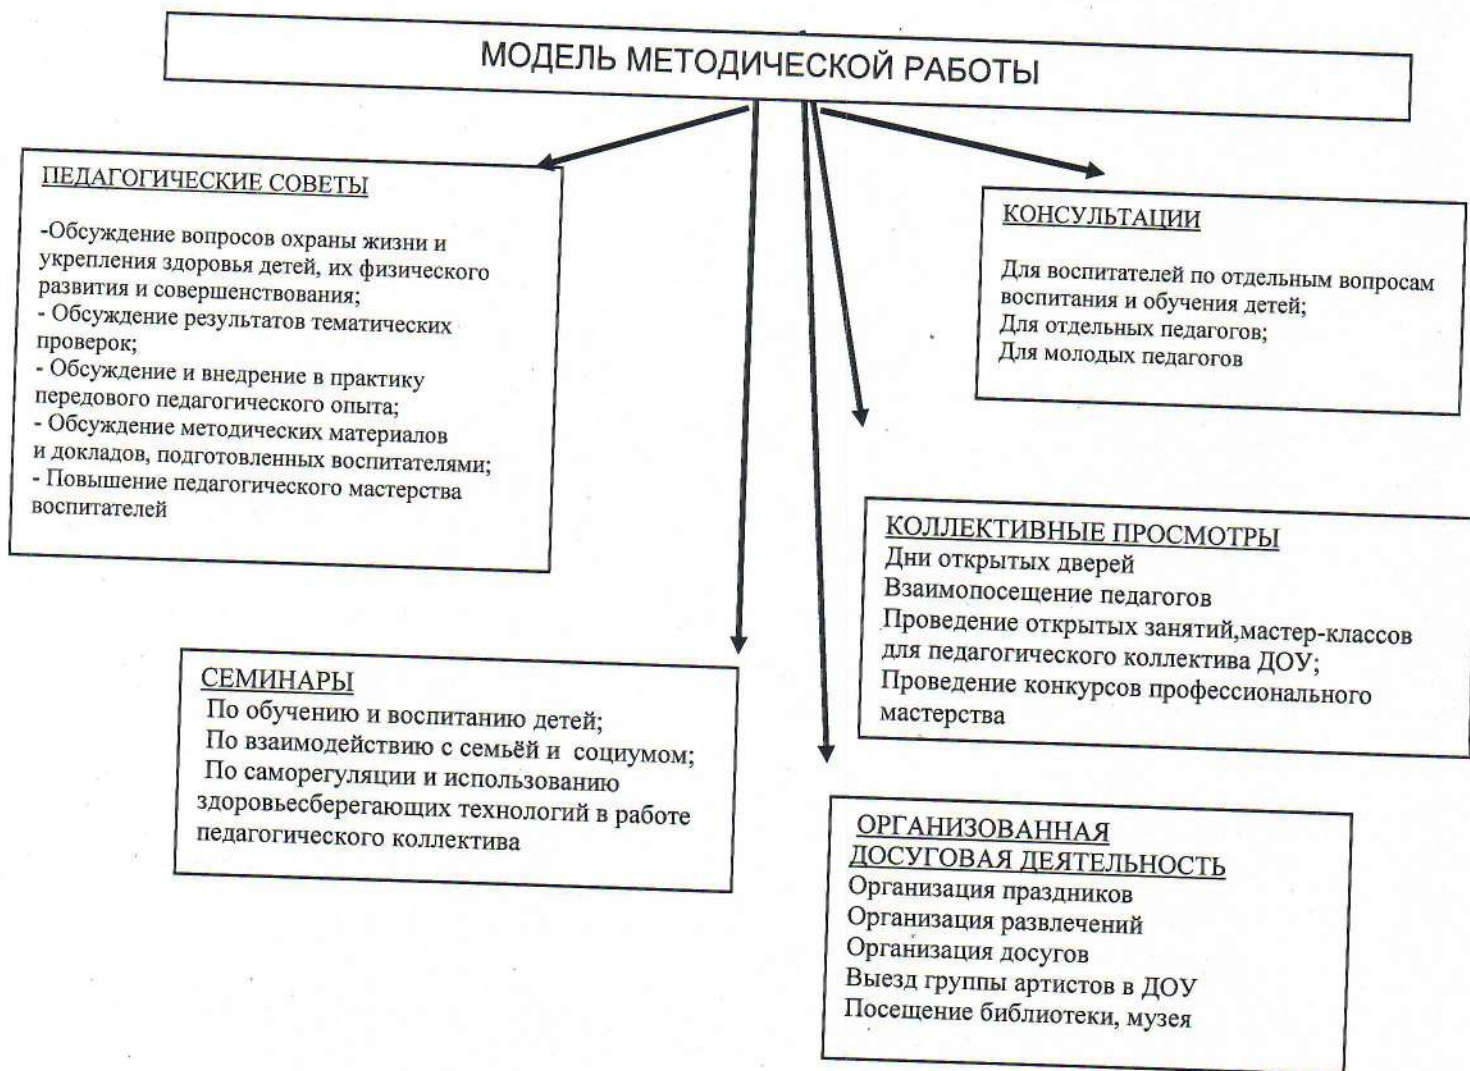 МОДЕЛЬ МЕТОДИЧЕСКОЙ РАБОТЫ
ПЕДАГОГИЧЕСКИЕ СОВЕТЫ
-Обсуждение вопросов охраны жизни и
укрепления здоровья детей, их физического
развития и совершенствования;
- Обсуждение результатов тематических
проверок;
- Обсуждение и внедрение в практику
передового педагогического опыта;
- Обсуждение методических материалов
и докладов, подготовленных воспитателями;
- Повышение педагогического мастерства
воспитателей
КОНСУЛЬТАЦИИ
Для воспитателей по отдельным вопросам
воспитания и обучения детей;
Для отдельных педагогов;
Для молодых педагогов
КОЛЛЕКТИВНЫЕ ПРОСМОТРЫ
Дни открытых дверей
Взаимопосещение педагогов
Проведение открытых занятий,мастер-классов
для педагогического коллектива ДОУ;
Проведение конкурсов профессионального
мастерства
СЕМИНАРЫ
По обучению и воспитанию детей;
По взаимодействию с семьёй и социумом;
По саморегуляции и использованию
здоровьесберегающих технологий в работе
педагогического коллектива
ОРГАНИЗОВАННАЯ
ДОСУГОВАЯ ДЕЯТЕЛЬНОСТЬ
Организация праздников
Организация развлечений
Организация досугов
Выезд группы артистов в ДОУ
Посещение библиотеки, музея